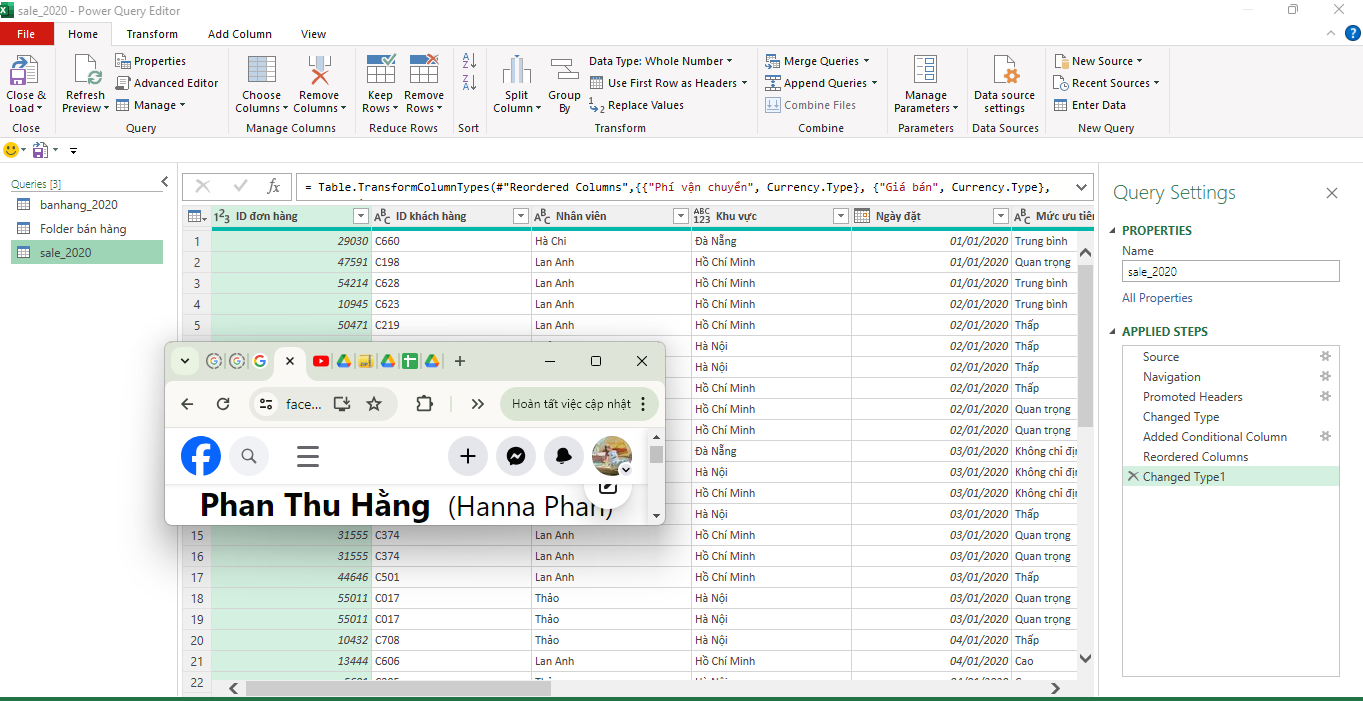 sale_2020 - Power Query Editor
File Home Transform Add Column View
Close & Load Refresh Preview Properties Advanced Editor Manage Choose Columns Remove Columns Keep Rows Remove Rows Split Column Group By Data Type: Whole Number Use First Row as Headers Replace Values Merge Queries Append Queries Combine Files Manage Parameters Data source settings New Source Recent Sources Enter Data
Close Query Manage Columns Reduce Rows Sort Transform Combine Parameters Data Sources New Query
Queries [3]
banhang_2020
Folder bán hàng
sale_2020
= Table.TransformColumnTypes(#"Reordered Columns",{{"Phí vận chuyển", Currency.Type}, {"Giá bán", Currency.Type},
ID đơn hàng ID khách hàng Nhân viên Khu vực Ngày đặt Mức ưu tiên
1 29030 C660 Hà Chi Đà Nẵng 01/01/2020 Trung bình
2 47591 C198 Lan Anh Hồ Chí Minh 01/01/2020 Quan trọng
3 54214 C628 Lan Anh Hồ Chí Minh 01/01/2020 Trung bình
4 10945 C623 Lan Anh Hồ Chí Minh 02/01/2020 Trung bình
5 50471 C219 Lan Anh Hồ Chí Minh 02/01/2020 Thấp
Hà Nội 02/01/2020 Thấp
Hà Nội 02/01/2020 Thấp
Hồ Chí Minh 02/01/2020 Thấp
Hồ Chí Minh 02/01/2020 Quan trọng
Hồ Chí Minh 02/01/2020 Quan trọng
Đà Nẵng 03/01/2020 Không chỉ địn
Hà Nội 03/01/2020 Không chỉ địn
Hồ Chí Minh 03/01/2020 Không chỉ địn
Hà Nội 03/01/2020 Thấp
15 31555 C374 Lan Anh Hồ Chí Minh 03/01/2020 Quan trọng
16 31555 C374 Lan Anh Hồ Chí Minh 03/01/2020 Quan trọng
17 44646 C501 Lan Anh Hồ Chí Minh 03/01/2020 Thấp
18 55011 C017 Thảo Hà Nội 03/01/2020 Quan trọng
19 55011 C017 Thảo Hà Nội 03/01/2020 Quan trọng
20 10432 C708 Thảo Hà Nội 04/01/2020 Thấp
21 13444 C606 Lan Anh Hồ Chí Minh 04/01/2020 Cao
22
face...
Hoàn tất việc cập nhật
Phan Thu Hằng (Hanna Phan)
Query Settings
PROPERTIES
Name
sale_2020
All Properties
APPLIED STEPS
Source
Navigation
Promoted Headers
Changed Type
Added Conditional Column
Reordered Columns
Changed Type1